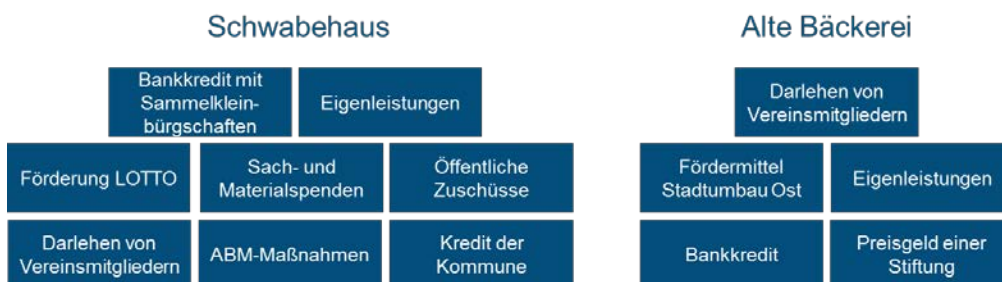 Schwabehaus
Bankkredit mit
Sammelklein-
bürgschaften
Eigenleistungen
Förderung LOTTO
Sach- und
Materialspenden
Öffentliche
Zuschüsse
Darlehen von
Vereinsmitgliedern
ABM-Maßnahmen
Kredit der
Kommune
Alte Bäckerei
Darlehen von
Vereinsmitgliedern
Fördermittel
Stadtumbau Ost
Eigenleistungen
Bankkredit
Preisgeld einer
Stiftung